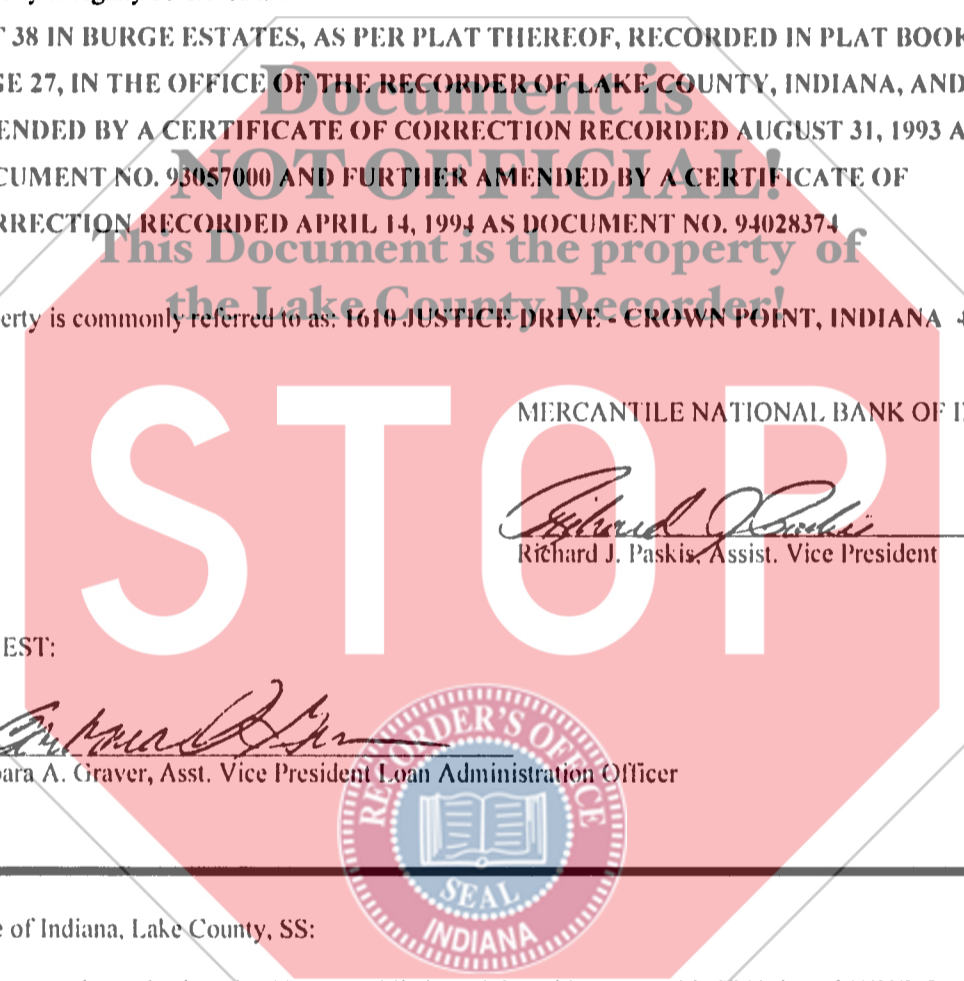 T 38 IN BURGE ESTATES, AS PER PLAT THEREOF, RECORDED IN PLAT BOOK
GE 27, IN THE OFFICE OF THE RECORDER OF LAKE COUNTY, INDIANA, AND
Document is
ENDED BY A CERTIFICATE OF CORRECTION RECORDED AUGUST 31, 1993 A
NOT OFFICIAL!
CUMENT NO. 93057000 AND FURTHER AMENDED BY A CERTIFICATE OF
RRECTION RECORDED APRIL 14, 1994 AS DOCUMENT NO. 94028374
This Document is the property of
the Lake County Recorder!
erty is commonly referred to as: 1610 JUSTICE DRIVE - CROWN POINT, INDIANA
STOP
MERCANTILE NATIONAL BANK OF I
Richard J. Paskis, Assist. Vice President
EST:
bara A. Graver, Asst. Vice President Loan Administration Officer
RECORDER'S OFFICE
SEAL
INDIANA
e of Indiana, Lake County, SS: